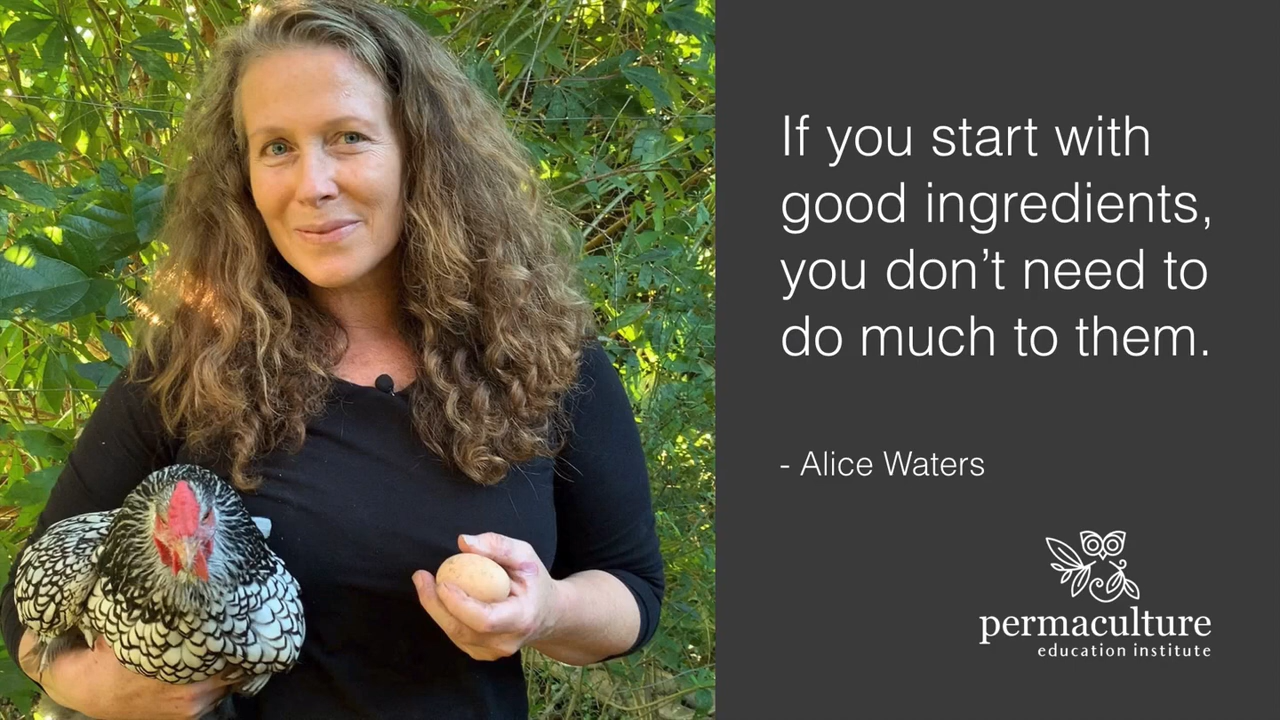 If you start with
good ingredients,
you don’t need to
do much to them.
- Alice Waters
permaculture
education institute